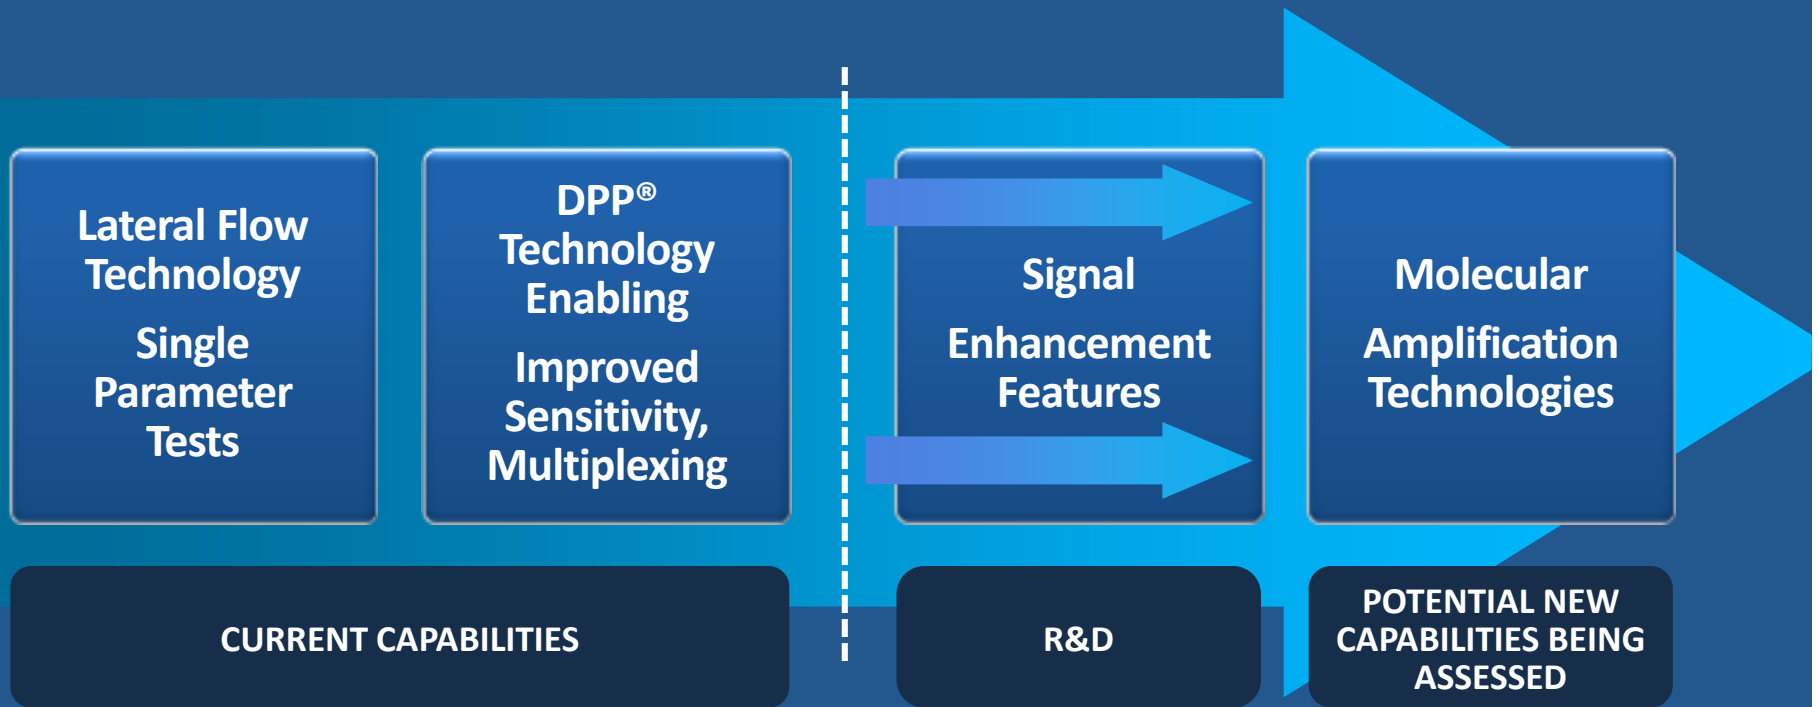 Lateral Flow
Technology
Single
Parameter
Tests
DPP®
Technology
Enabling
Improved
Sensitivity,
Multiplexing
Signal
Enhancement
Features
Molecular
Amplification
Technologies
CURRENT CAPABILITIES
R&D
POTENTIAL NEW
CAPABILITIES BEING
ASSESSED